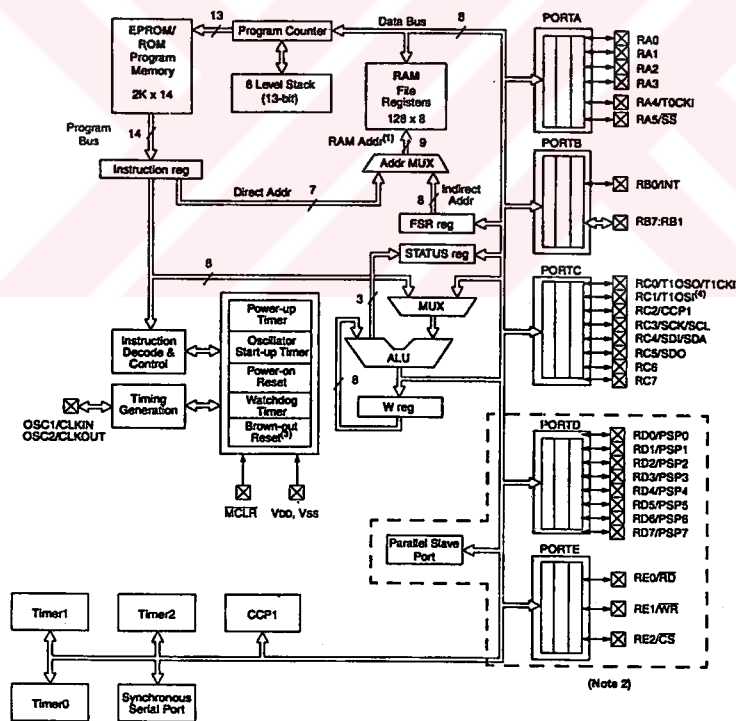 13
Data Bus
8
PORTA
EPROM/
ROM
Program
Memory
2K x 14
Program Counter
8 Level Stack
(13-bit)
RAM
File
Registers
128 x 8
RA0
RA1
RA2
RA3
RA4/T0CKI
RA5/SS
Program
Bus
14
RAM Addr(1)
9
PORTB
Instruction reg
Addr MUX
Direct Addr
7
8
Indirect
Addr
RB0/INT
RB7:RB1
FSR reg
STATUS reg
8
PORTC
RC0/T1OSO/T1CKI
RC1/T1OSI(4)
RC2/CCP1
RC3/SCK/SCL
RC4/SDI/SDA
RC5/SDO
RC6
RC7
3
MUX
Power-up
Timer
Instruction
Decode &
Control
Oscillator
Start-up Timer
ALU
Power-on
Reset
8
Timing
Generation
Watchdog
Timer
W reg
OSC1/CLKIN
OSC2/CLKOUT
Brown-out
Reset(3)
PORTD
RD0/PSP0
RD1/PSP1
RD2/PSP2
RD3/PSP3
RD4/PSP4
RD5/PSP5
RD6/PSP6
RD7/PSP7
MCLR
VDD, VSS
Parallel Slave
Port
PORTE
RE0/RD
RE1/WR
RE2/CS
Timer1
Timer2
CCP1
(Note 2)
Timer0
Synchronous
Serial Port